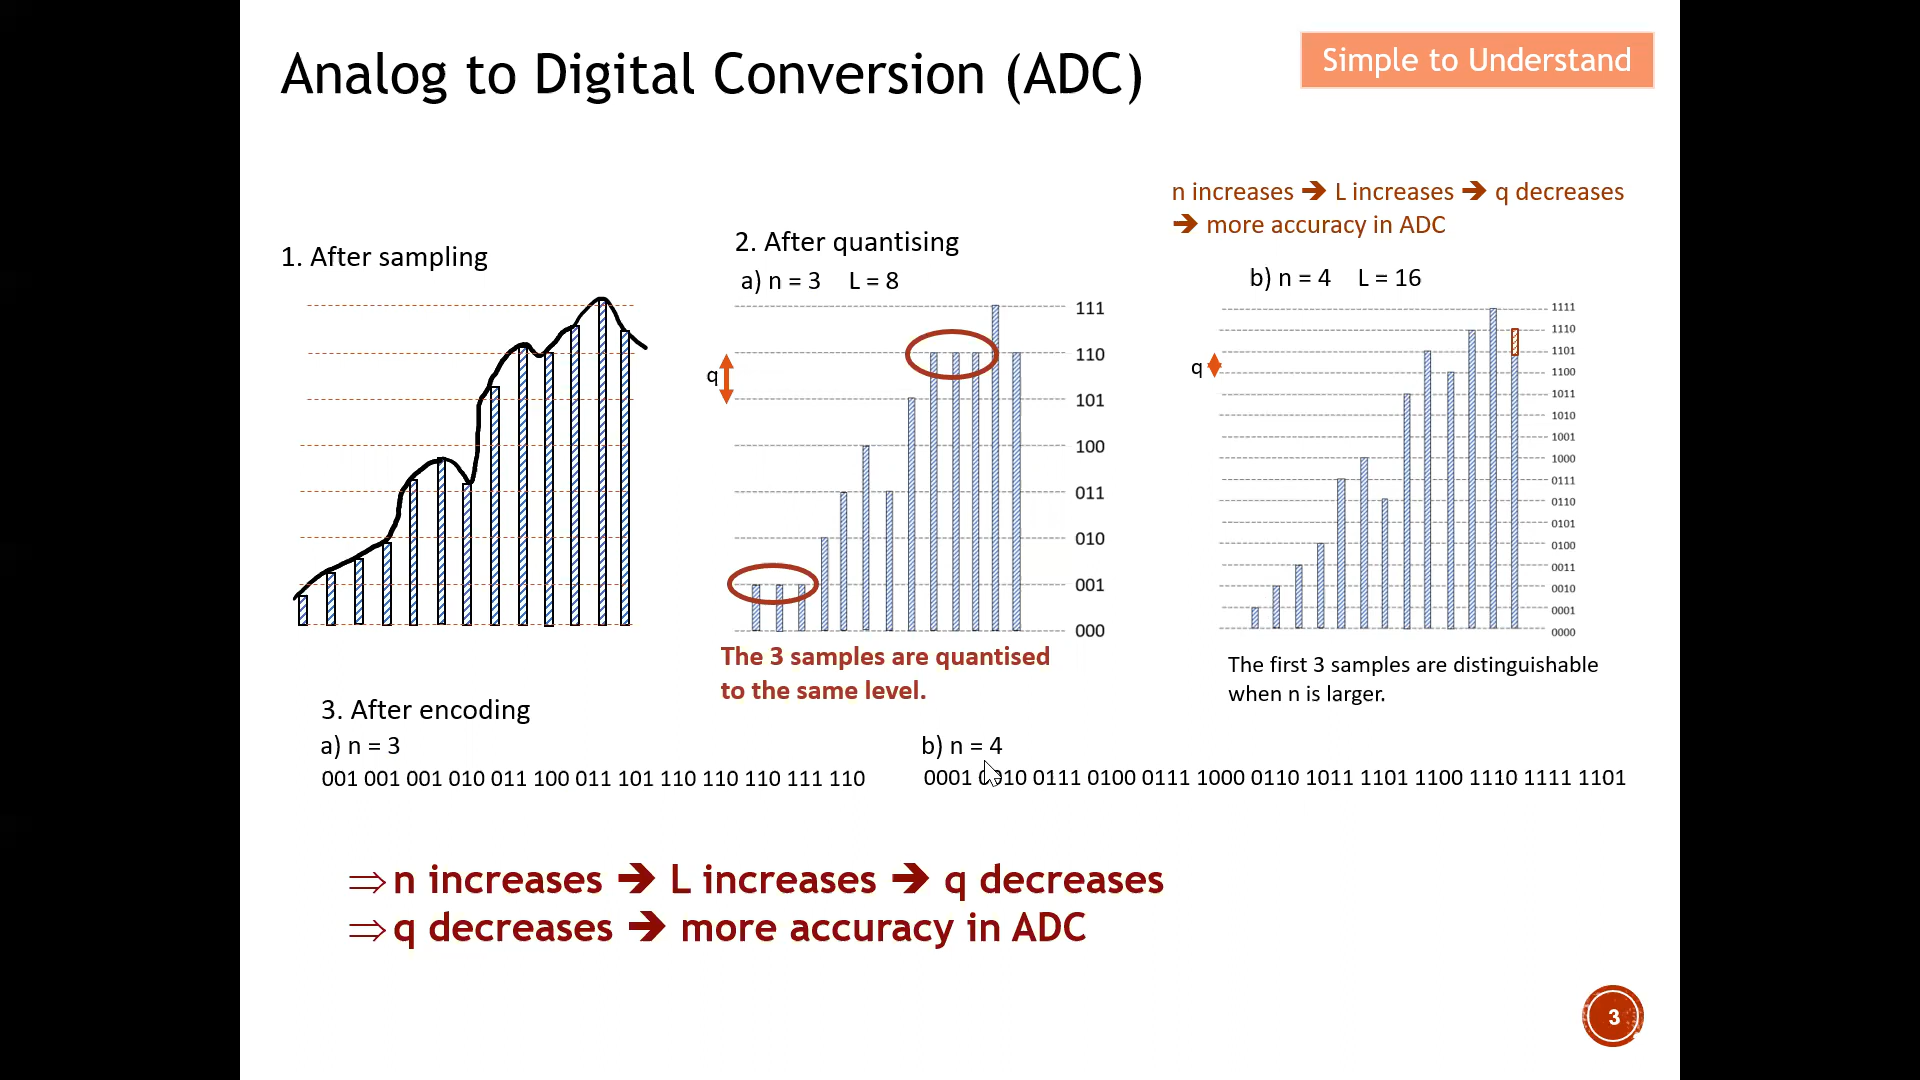 Analog to Digital Conversion (ADC)
Simple to Understand
n increases ➔ L increases ➔ q decreases
➔ more accuracy in ADC
1. After sampling
2. After quantising
a) n = 3 L = 8
111
110
101
100
011
010
001
000
q
The 3 samples are quantised
to the same level.
b) n = 4 L = 16
1111
1110
1101
1100
1011
1010
1001
1000
0111
0110
0101
0100
0011
0010
0001
0000
q
The first 3 samples are distinguishable
when n is larger.
3. After encoding
a) n = 3
001 001 001 010 011 100 011 101 110 110 110 111 110
b) n = 4
0001 0010 0111 0100 0111 1000 0110 1011 1101 1100 1110 1111 1101
⇒ n increases ➔ L increases ➔ q decreases
⇒ q decreases ➔ more accuracy in ADC
3